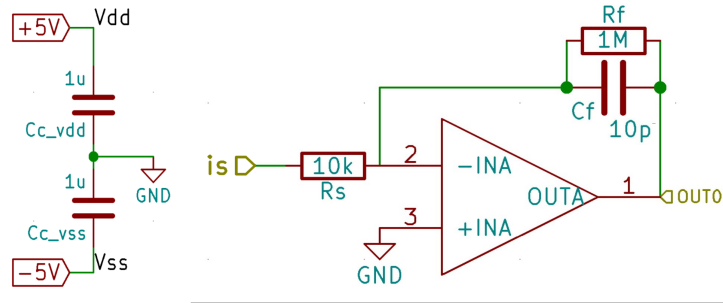 +5V
Vdd
1u
Cc_vdd
GND
1u
Cc_vss
-5V
Vss
Rf
1M
Cf
10p
is
10k
Rs
2
-INA
3
+INA
OUTA
1
OUT0
GND